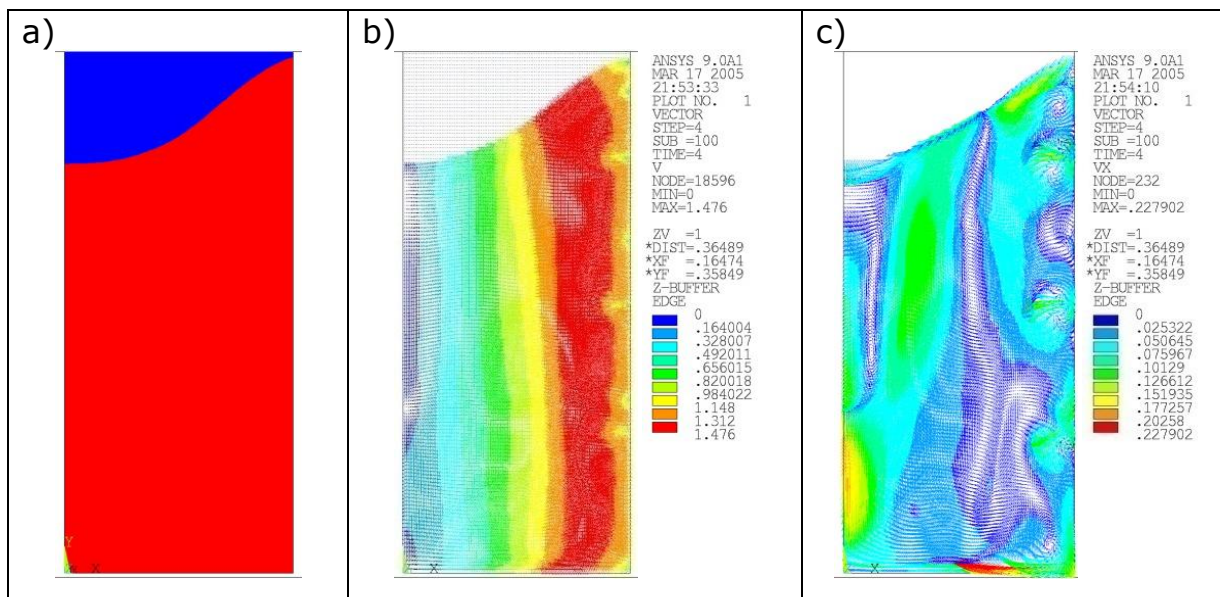 a)
Y
X
b)
X
ANSYS 9.0A1
MAR 17 2005
21:53:33
PLOT NO. 1
VECTOR
STEP=4
SUB =100
TIME=4
V
NODE=18596
MIN=0
MAX=1.476
ZV =1
*DIST=.36489
*XF =.16474
*YF =.35849
Z-BUFFER
EDGE
0
.164004
.328007
.492011
.656015
.820018
.984022
1.148
1.312
1.476
c)
X
ANSYS 9.0A1
MAR 17 2005
21:54:10
PLOT NO. 1
VECTOR
STEP=4
SUB =100
TIME=4
VX
NODE=232
MIN=0
MAX=.227902
ZV =1
*DIST=.36489
*XF =.16474
*YF =.35849
Z-BUFFER
EDGE
0
.025322
.050645
.075967
.10129
.126612
.151935
.177257
.20258
.227902